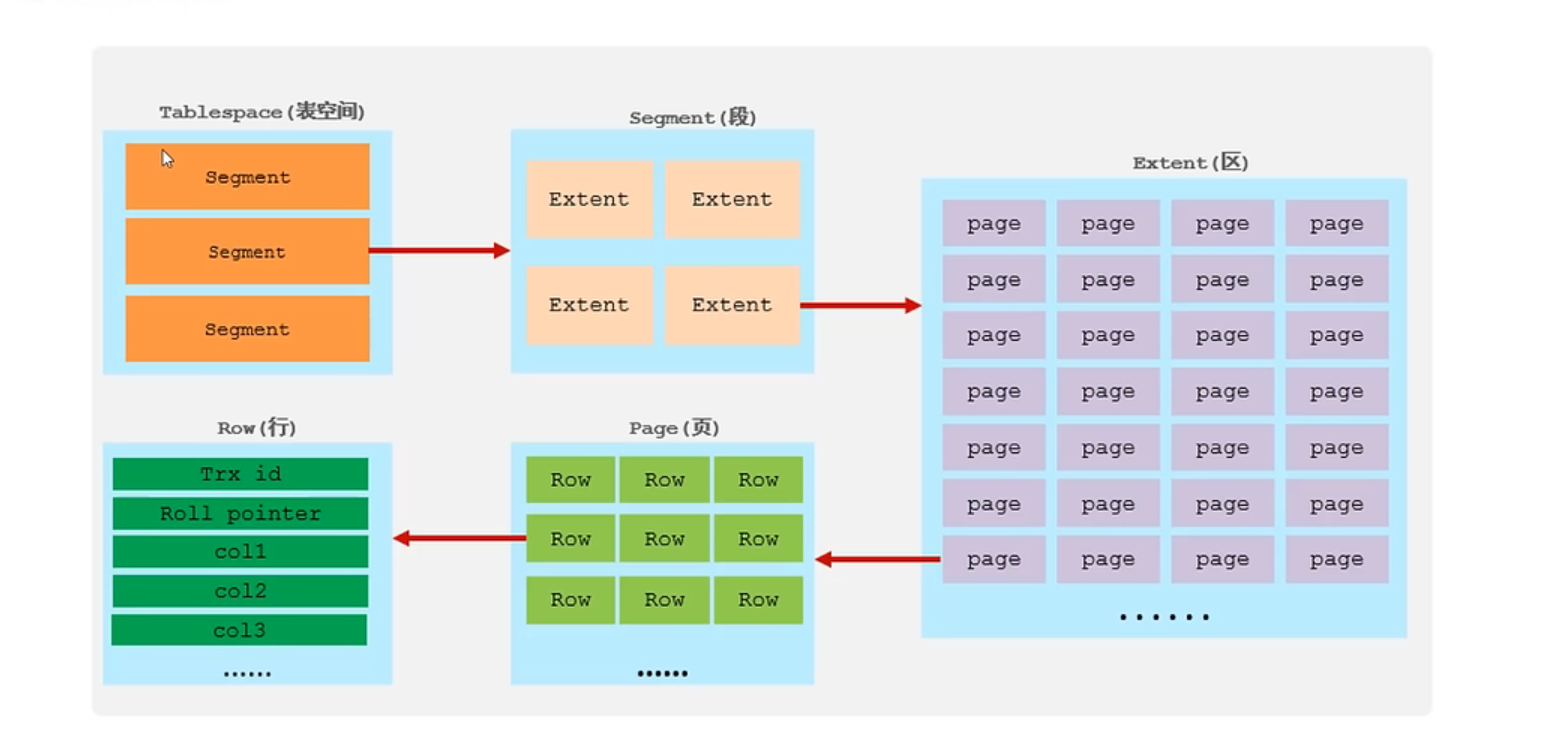 Tablespace(表空间)
Segment
Segment
Segment
Segment(段)
Extent Extent
Extent Extent
Extent(区)
page page page page
page page page page
page page page page
page page page page
page page page page
page page page page
page page page page
......
Row(行)
Trx id
Roll pointer
col1
col2
col3
......
Page(页)
Row Row Row
Row Row Row
Row Row Row
......